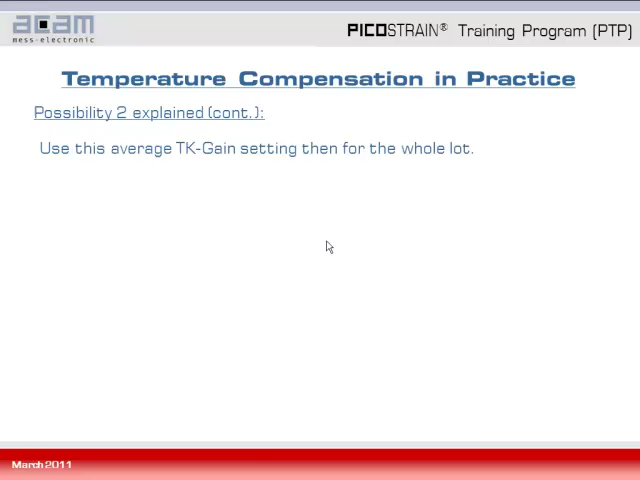 acam
mess-electronic
PICOSTRAIN® Training Program (PTP)
Temperature Compensation in Practice
Possibility 2 explained (cont.):
Use this average TK-Gain setting then for the whole lot.
March 2011